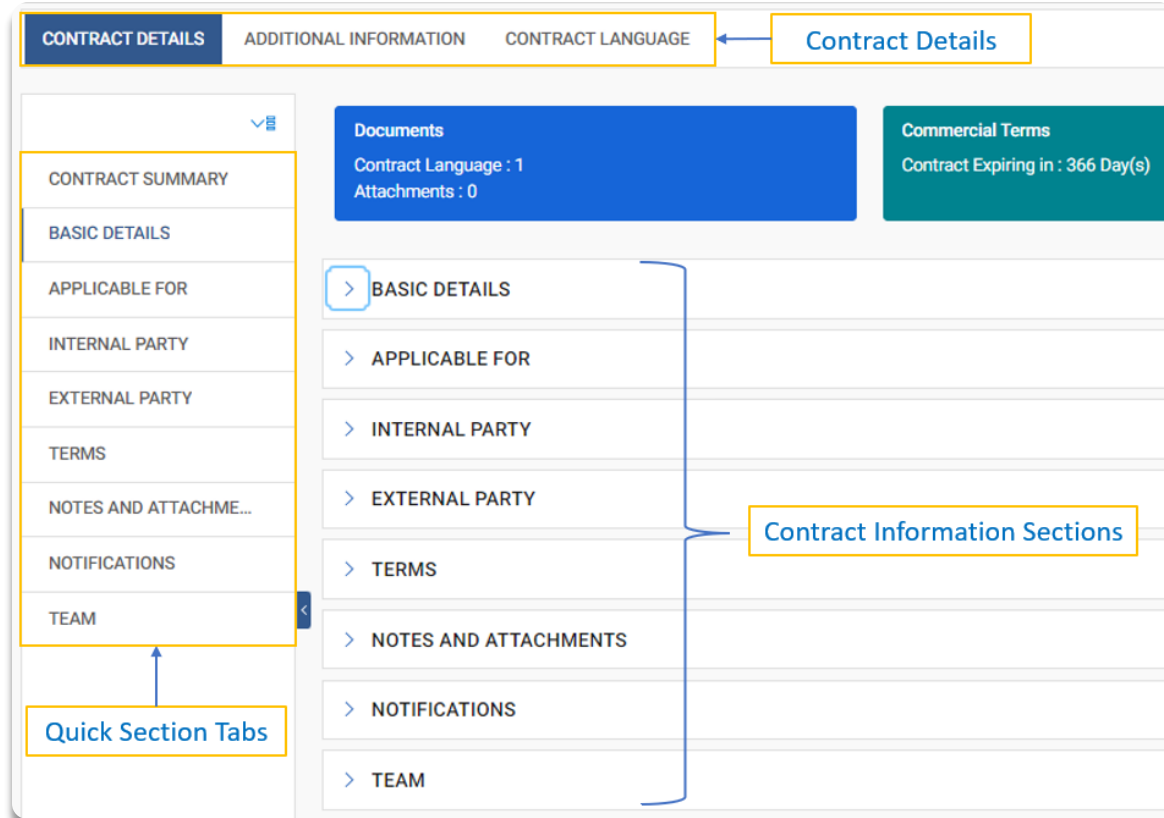 CONTRACT DETAILS
ADDITIONAL INFORMATION
CONTRACT LANGUAGE
Contract Details
Documents
Contract Language : 1
Attachments : 0
Commercial Terms
Contract Expiring in : 366 Day(s)
CONTRACT SUMMARY
BASIC DETAILS
APPLICABLE FOR
INTERNAL PARTY
EXTERNAL PARTY
TERMS
NOTES AND ATTACHME...
NOTIFICATIONS
TEAM
Quick Section Tabs
BASIC DETAILS
APPLICABLE FOR
INTERNAL PARTY
EXTERNAL PARTY
TERMS
NOTES AND ATTACHMENTS
NOTIFICATIONS
TEAM
Contract Information Sections